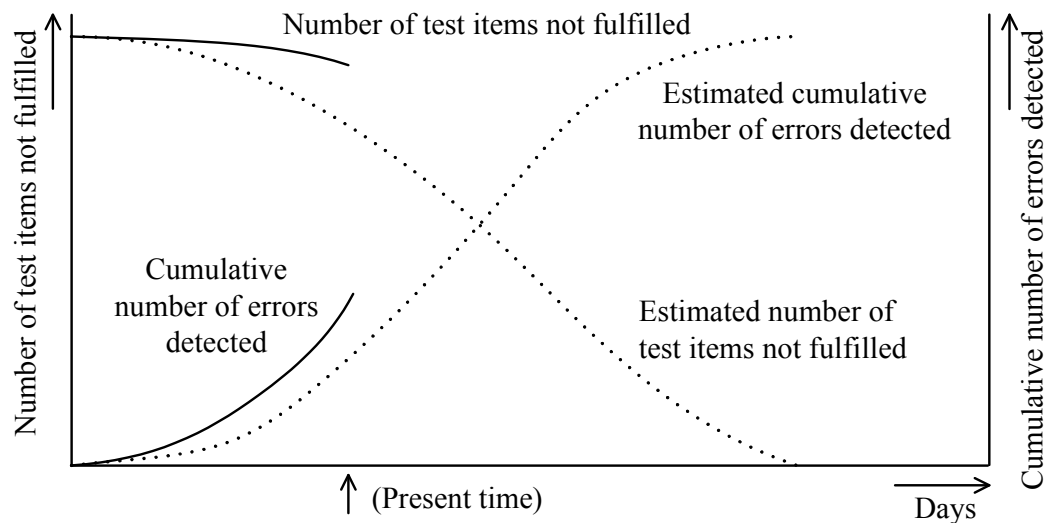 Number of test items not fulfilled
Number of test items not fulfilled
Estimated cumulative
number of errors detected
Cumulative number of errors detected
Cumulative
number of errors
detected
Estimated number of
test items not fulfilled
(Present time)
Days